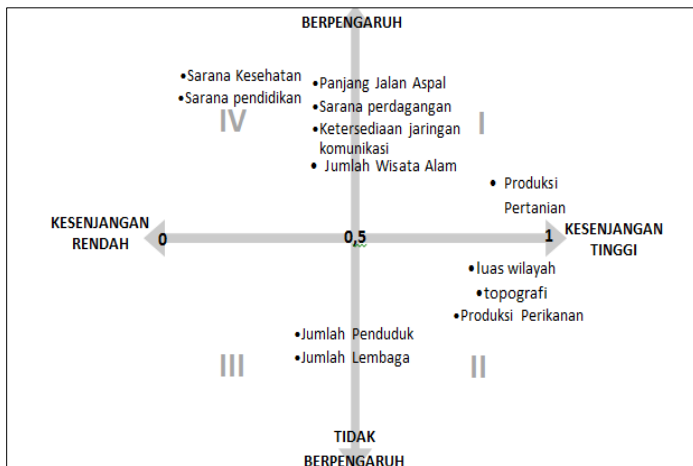 BERPENGARUH
•Sarana Kesehatan
•Sarana pendidikan
IV
•Panjang Jalan Aspal
•Sarana perdagangan
•Ketersediaan jaringan
komunikasi
• Jumlah Wisata Alam
I
• Produksi
Pertanian
KESENJANGAN
RENDAH
0
0,5
1
KESENJANGAN
TINGGI
•luas wilayah
•topografi
•Produksi Perikanan
•Jumlah Penduduk
•Jumlah Lembaga
III
II
TIDAK
BERPENGARUH